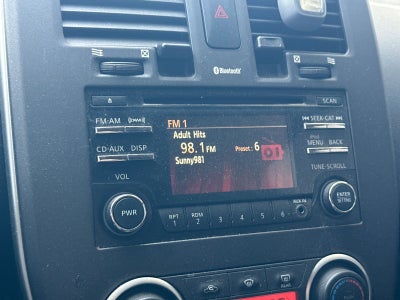 Bluetooth
SCAN
FM-AM
SEEK-CAT
FM 1
Adult Hits
98.1 FM
Preset : 6
Sunny981
iPod
MENU BACK
CD-AUX DISP
TUNE-SCROLL
VOL
PWR
ENTER
SETTING
RPT
1
RDM
2
3
4
5
6
AUX IN